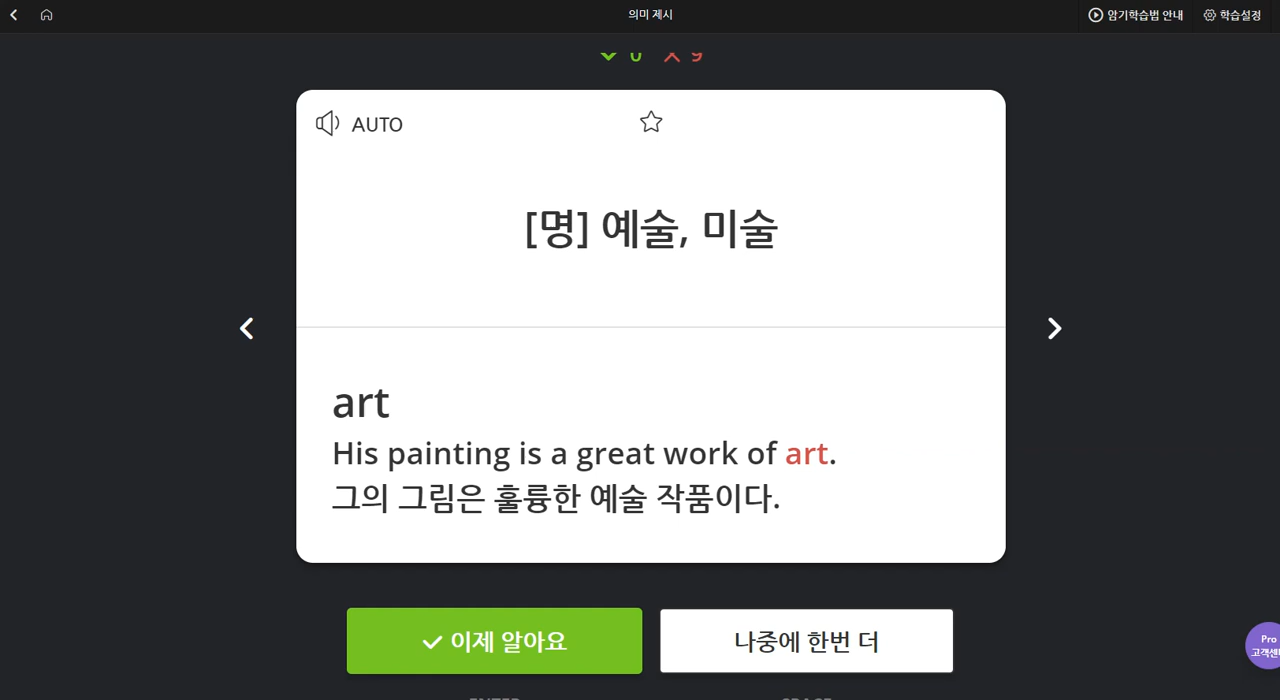 의미 제시
암기학습법 안내
학습설정
AUTO
[명] 예술, 미술
art
His painting is a great work of art.
그의 그림은 훌륭한 예술 작품이다.
이제 알아요
나중에 한번 더
Pro